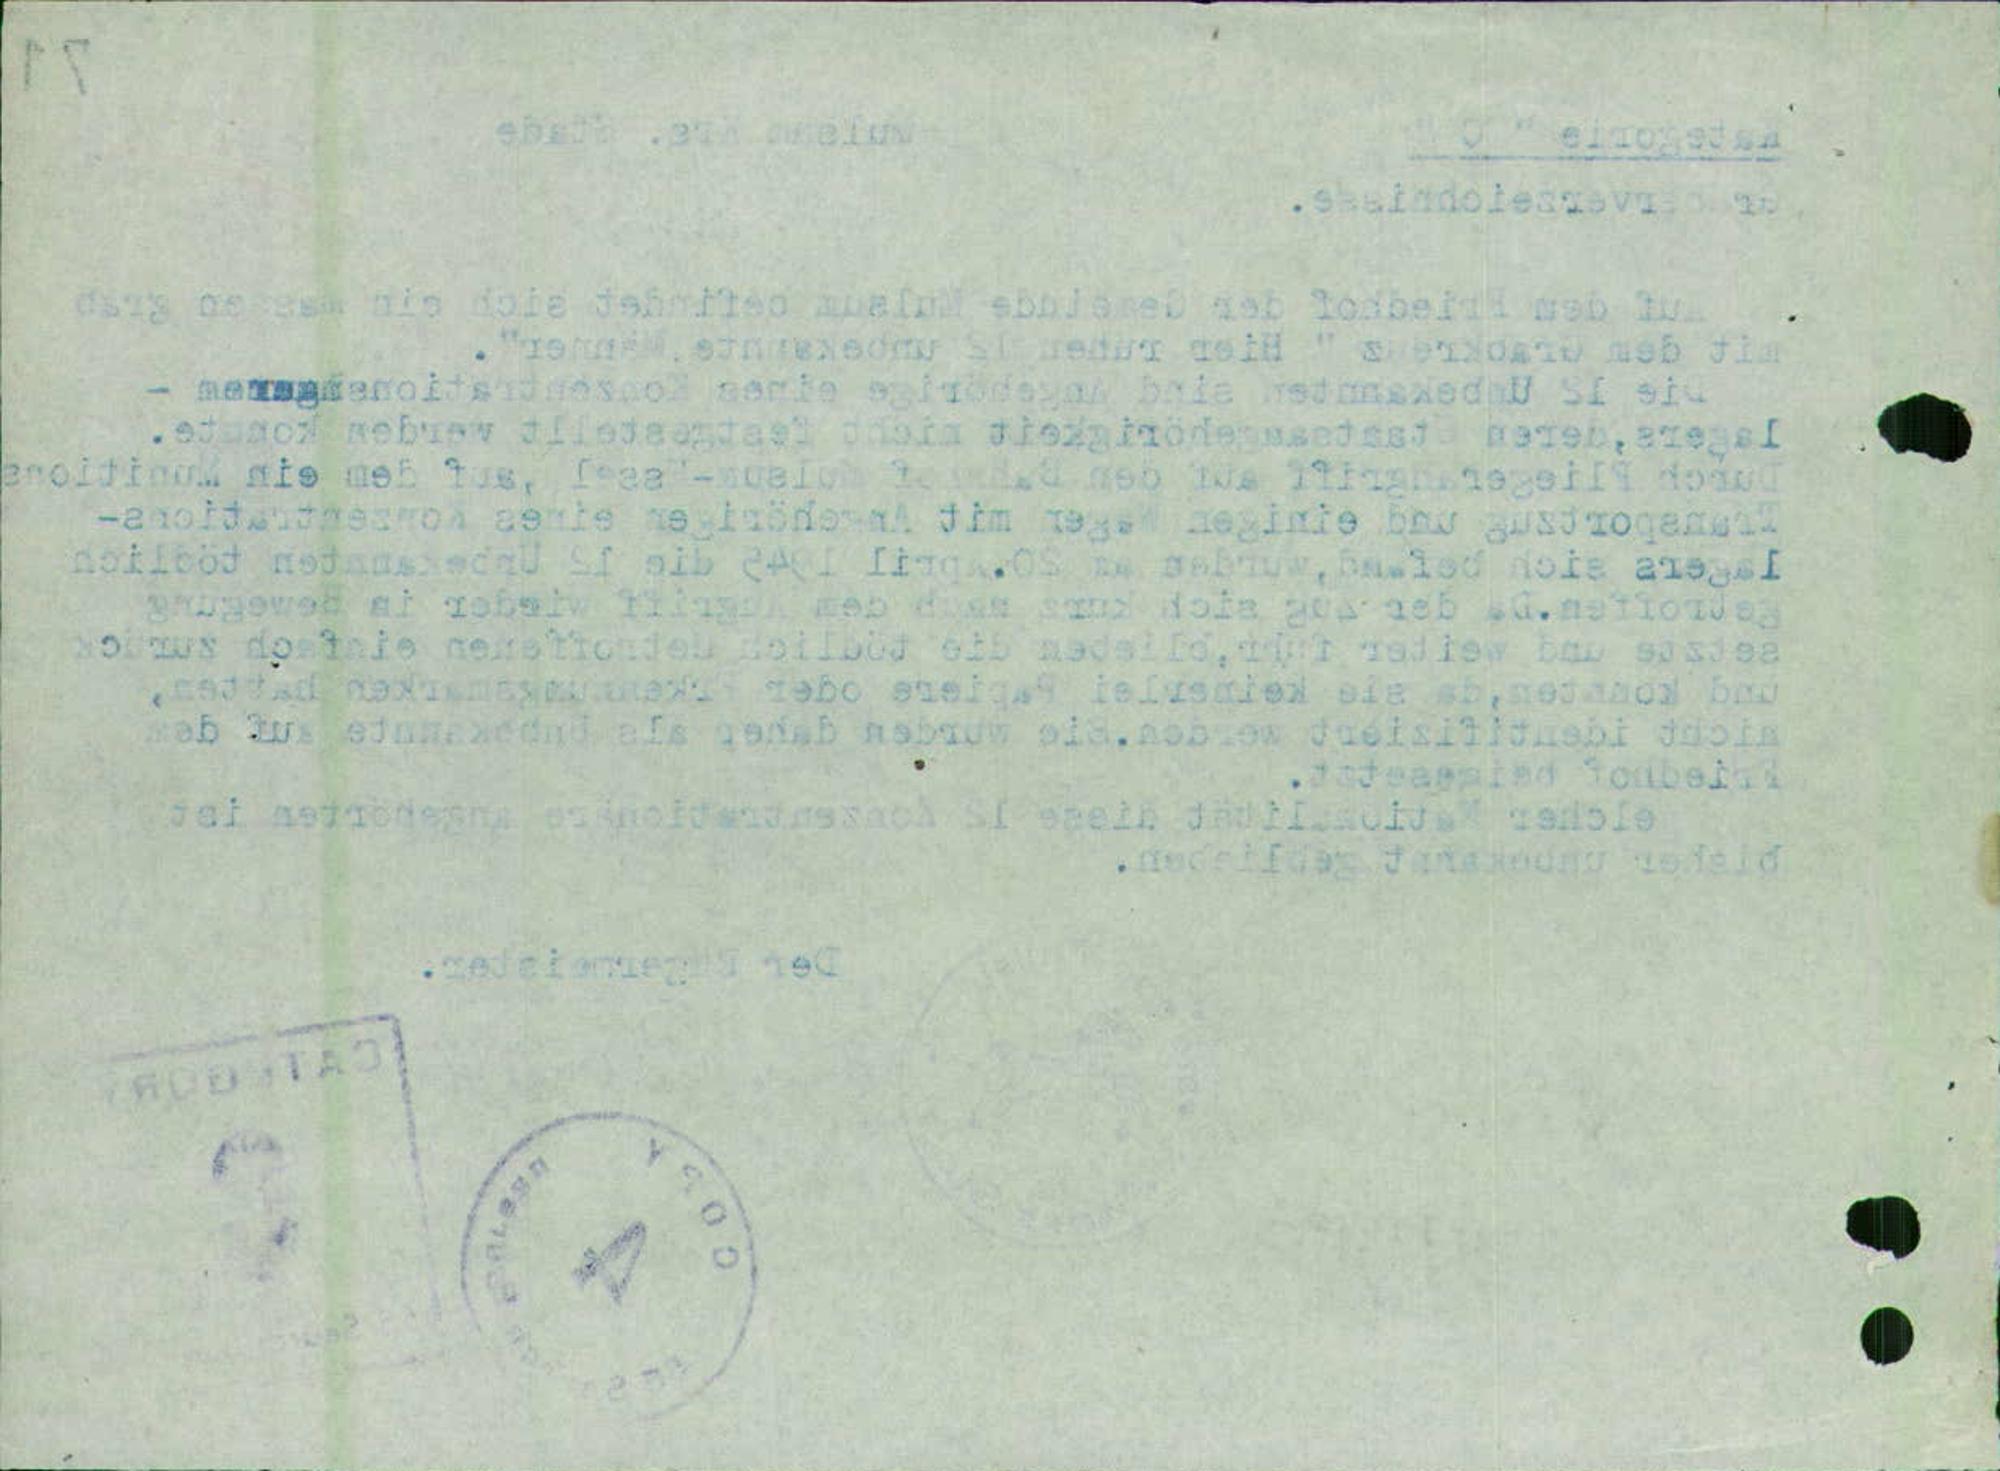 71
Kategorie " C "
Mulsum Krs. Stade
Gräberverzeichnisse.
Auf dem Friedhof der Gemeinde Mulsum befindet sich ein Massengrab
mit dem Grabkreuz " Hier ruhen 12 unbekannte Männer".
Die 12 Unbekannten sind Angehörige eines Konzentrations -
lagers,deren Staatsangehörigkeit nicht festgestellt werden konnte.
Durch Fliegerangriff auf den Bahnhof Mulsum-Essel ,auf dem ein Munitions
Transportzug und einigen Wagen mit Angehörigen eines Konzentrations-
lagers sich befand,wurden am 20.April 1945 die 12 Unbekannten tödlich
getroffen.Da der Zug sich kurz nach dem Angriff wieder in Bewegung
setzte und weiter fuhr,blieben die tödlich Getroffenen einfach zurück
und konnten,da sie keinerlei Papiere oder Erkennungsmarken hatten,
nicht identifiziert werden.Sie wurden daher als Unbekannte auf dem
Friedhof beigesetzt.
elcher Nationalität diese 12 Konzentrationäre angehörten ist
bisher unbekannt geblieben.
Der Bürgermeister.
CATEGORY
COPY